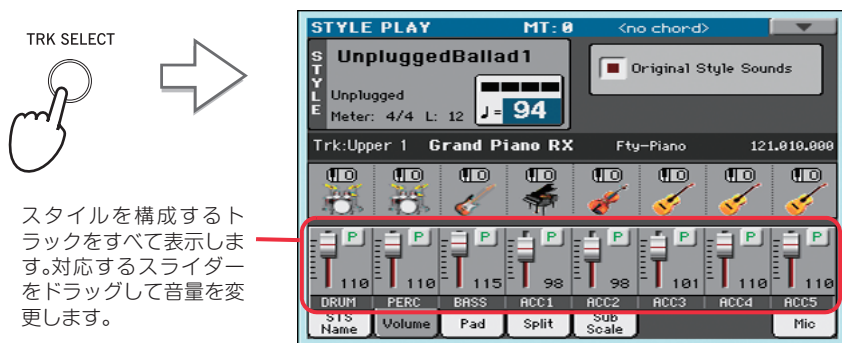 TRK SELECT
スタイルを構成するト
ラックをすべて表示しま
す。対応するスライダー
をドラッグして音量を変
更します。
STYLE PLAY MT: 0 <no chord>
STYLE
UnpluggedBallad1
Unplugged
Meter: 4/4 L: 12 ♩= 94
Original Style Sounds
Trk:Upper 1 Grand Piano RX Fty-Piano 121.010.000
P P P P P P P P
110 110 115 98 98 101 110 110
DRUM PERC BASS ACC1 ACC2 ACC3 ACC4 ACC5
STS Name Volume Pad Split Sub Scale Mic